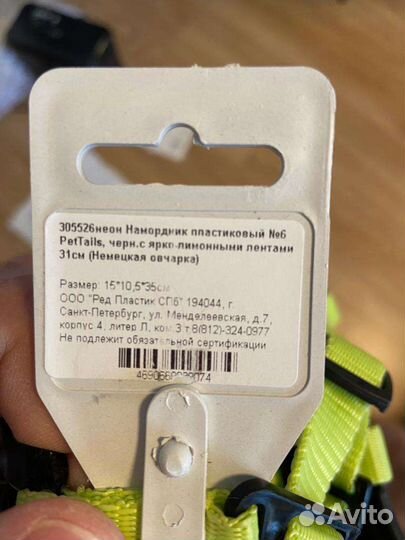 305526неон Намордник пластиковый №6
PetTails, черн.с ярко-лимонными лентами
31см (Немецкая овчарка)
Размер: 15*10,5*35см
ООО "Ред Пластик СПб" 194044, г.
Санкт-Петербург, ул. Менделеевская, д.7,
корпус 4, литер Л, ком.3 т.8(812)-324-0977
Не подлежит обязательной сертификации
Avito